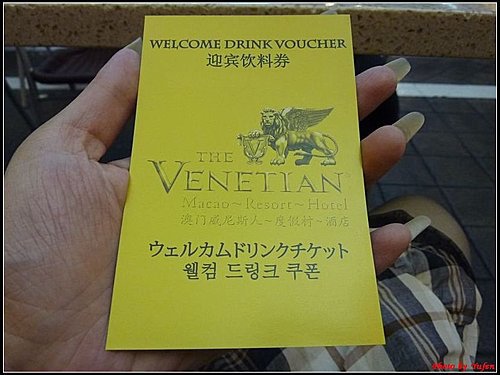 WELCOME DRINK VOUCHER
迎宾饮料券
THE
VENETIAN
Macao~Resort~Hotel
澳门威尼斯人~度假村~酒店
ウェルカムドリンクチケット
웰컴 드링크 쿠폰
Photo By Yufen